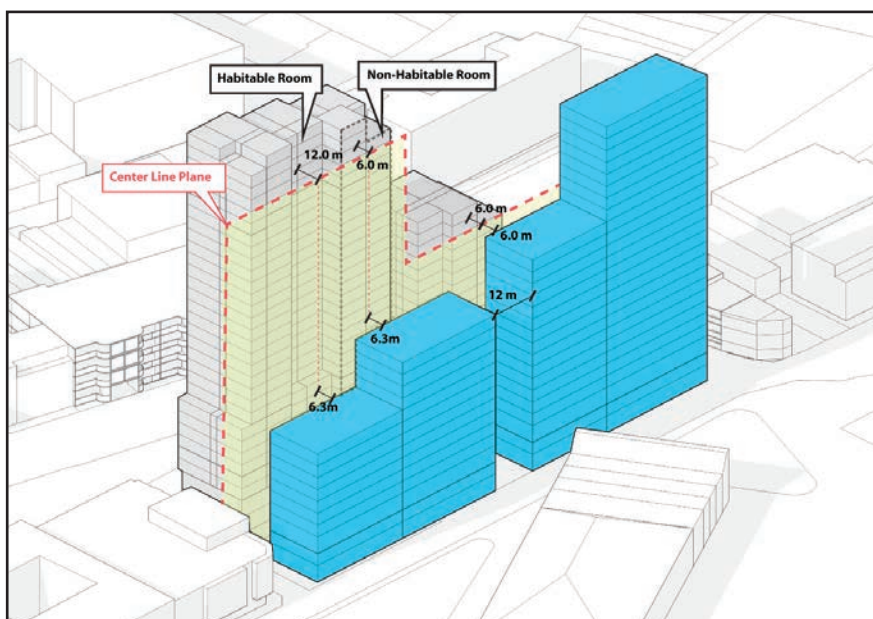 Habitable Room
Non-Habitable Room
12.0 m
6.0 m
Center Line Plane
6.0 m
6.0 m
12 m
6.3m
6.3m